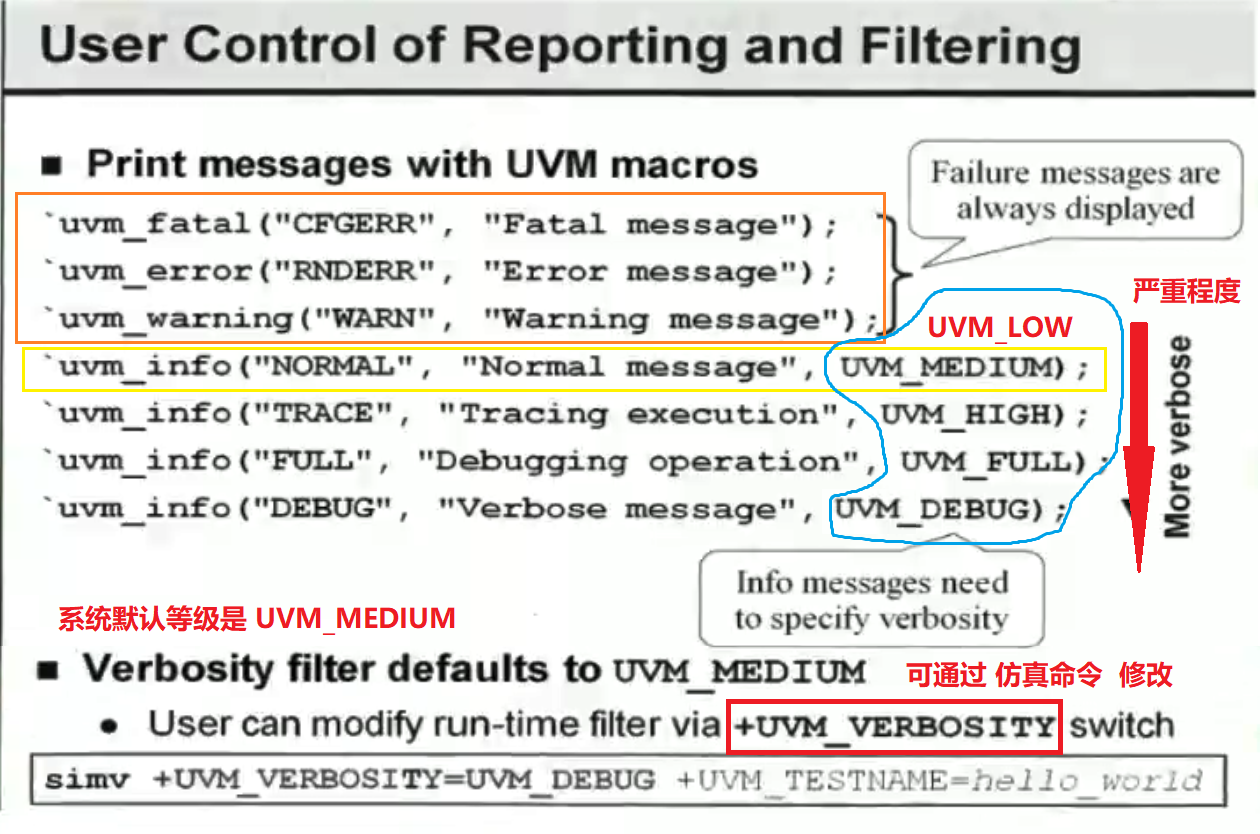 User Control of Reporting and Filtering
■ Print messages with UVM macros
Failure messages are
always displayed
`uvm_fatal("CFGERR", "Fatal message");
`uvm_error("RNDERR", "Error message");
`uvm_warning("WARN", "Warning message");
严重程度
UVM_LOW
`uvm_info("NORMAL", "Normal message", UVM_MEDIUM);
`uvm_info("TRACE", "Tracing execution", UVM_HIGH);
`uvm_info("FULL", "Debugging operation", UVM_FULL);
`uvm_info("DEBUG", "Verbose message", UVM_DEBUG);
More verbose
Info messages need
to specify verbosity
系统默认等级是 UVM_MEDIUM
■ Verbosity filter defaults to UVM_MEDIUM
可通过 仿真命令 修改
● User can modify run-time filter via +UVM_VERBOSITY switch
simv +UVM_VERBOSITY=UVM_DEBUG +UVM_TESTNAME=hello_world